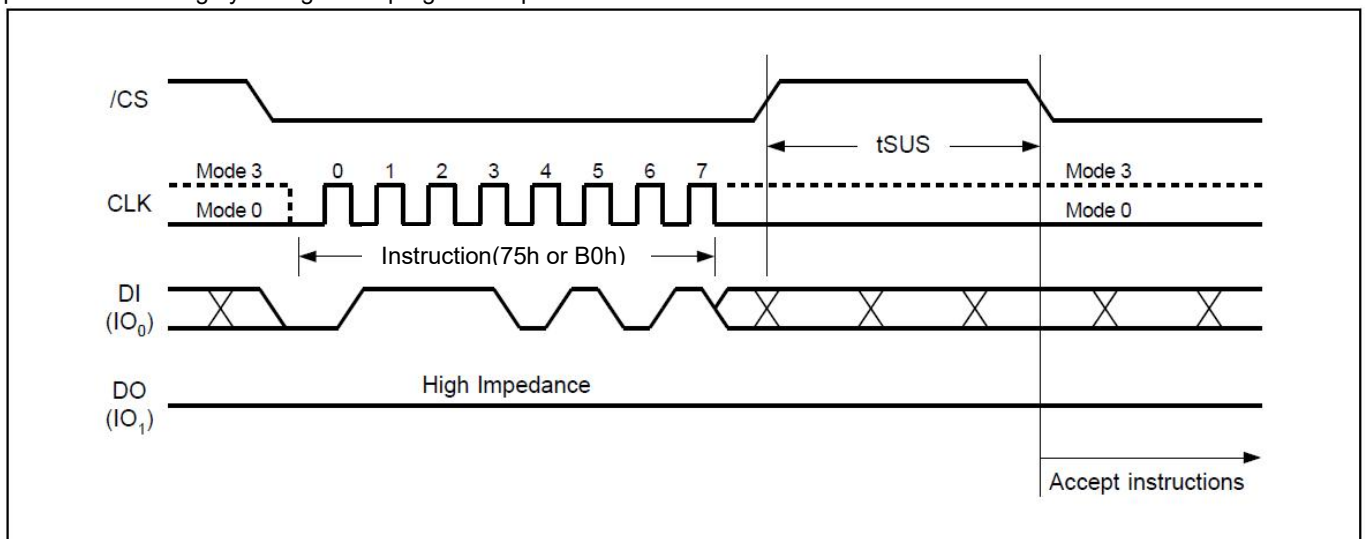 /CS
tSUS
Mode 3 0 1 2 3 4 5 6 7 Mode 3
CLK
Mode 0 Mode 0
Instruction(75h or B0h)
DI
(IO0)
High Impedance
DO
(IO1)
Accept instructions